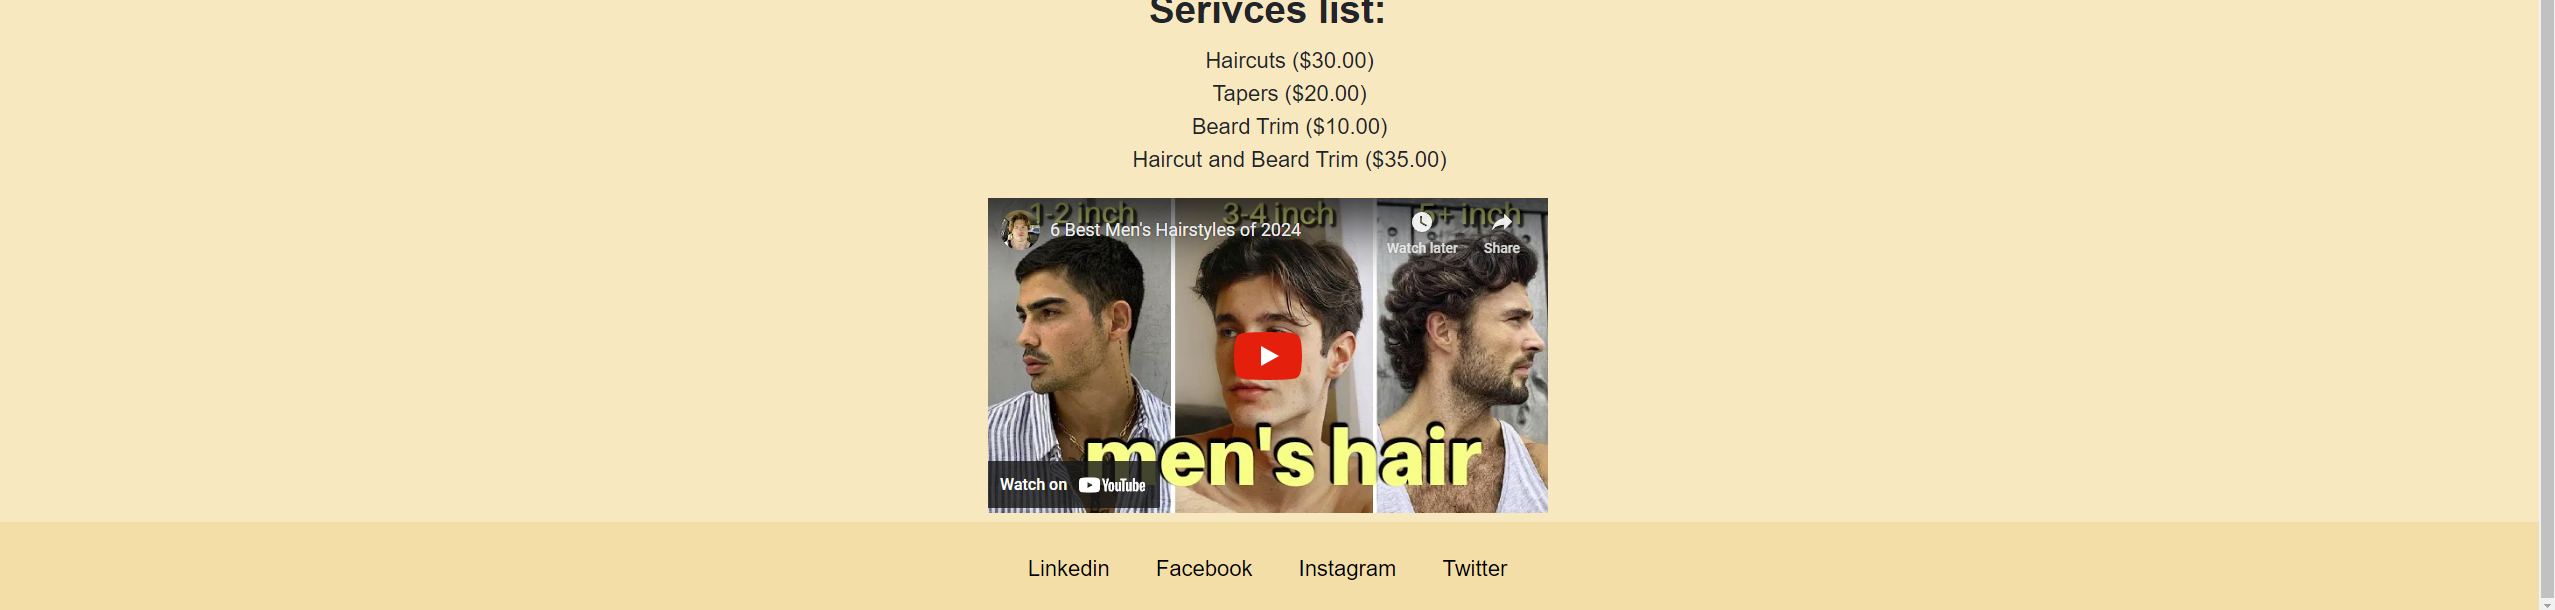 Serivces list:
Haircuts ($30.00)
Tapers ($20.00)
Beard Trim ($10.00)
Haircut and Beard Trim ($35.00)
1-2 inch 3-4 inch 5+ inch
6 Best Men's Hairstyles of 2024
Watch later Share
men's hair
Watch on YouTube
Linkedin Facebook Instagram Twitter